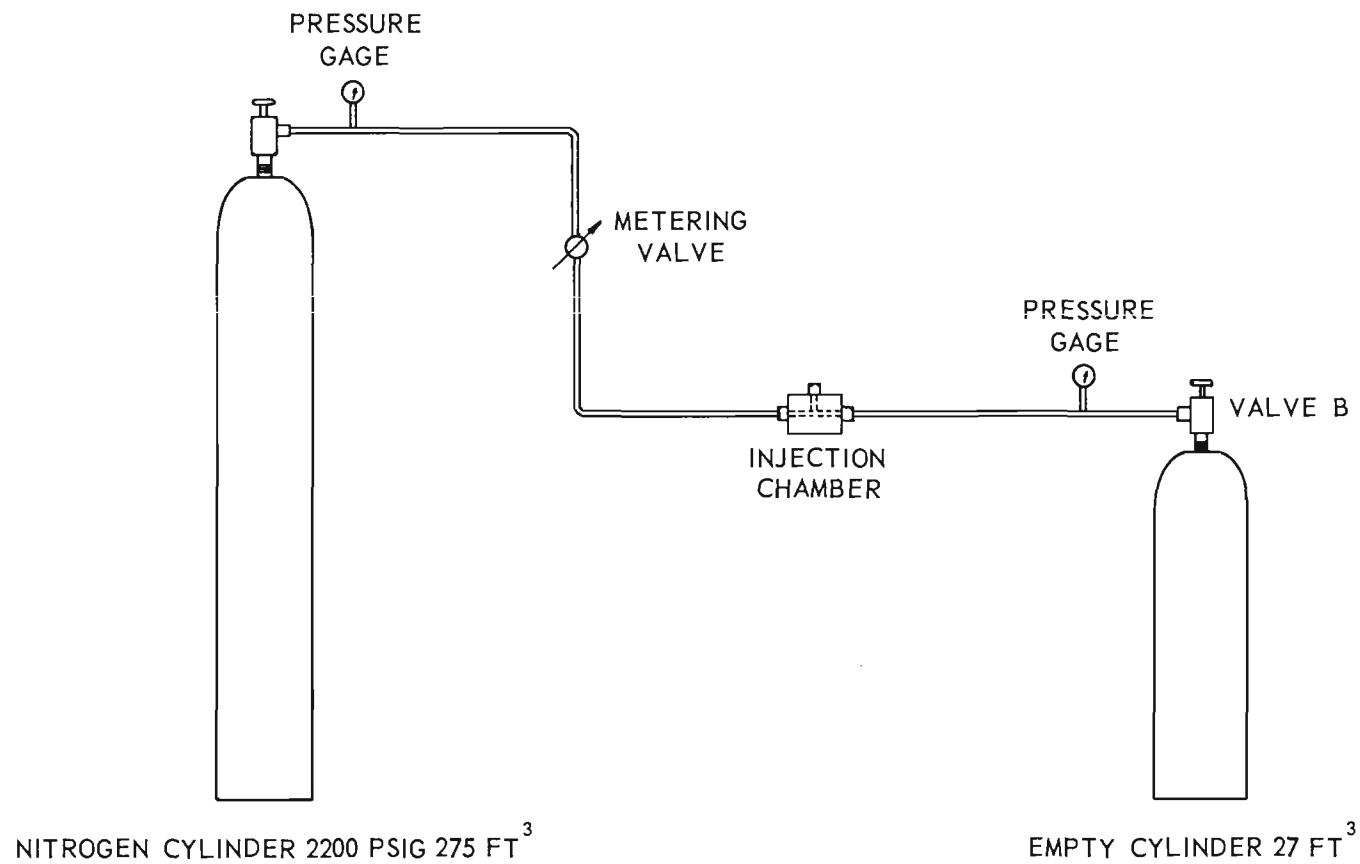 PRESSURE
GAGE
METERING
VALVE
PRESSURE
GAGE
VALVE B
INJECTION
CHAMBER
NITROGEN CYLINDER 2200 PSIG 275 FT³
EMPTY CYLINDER 27 FT³